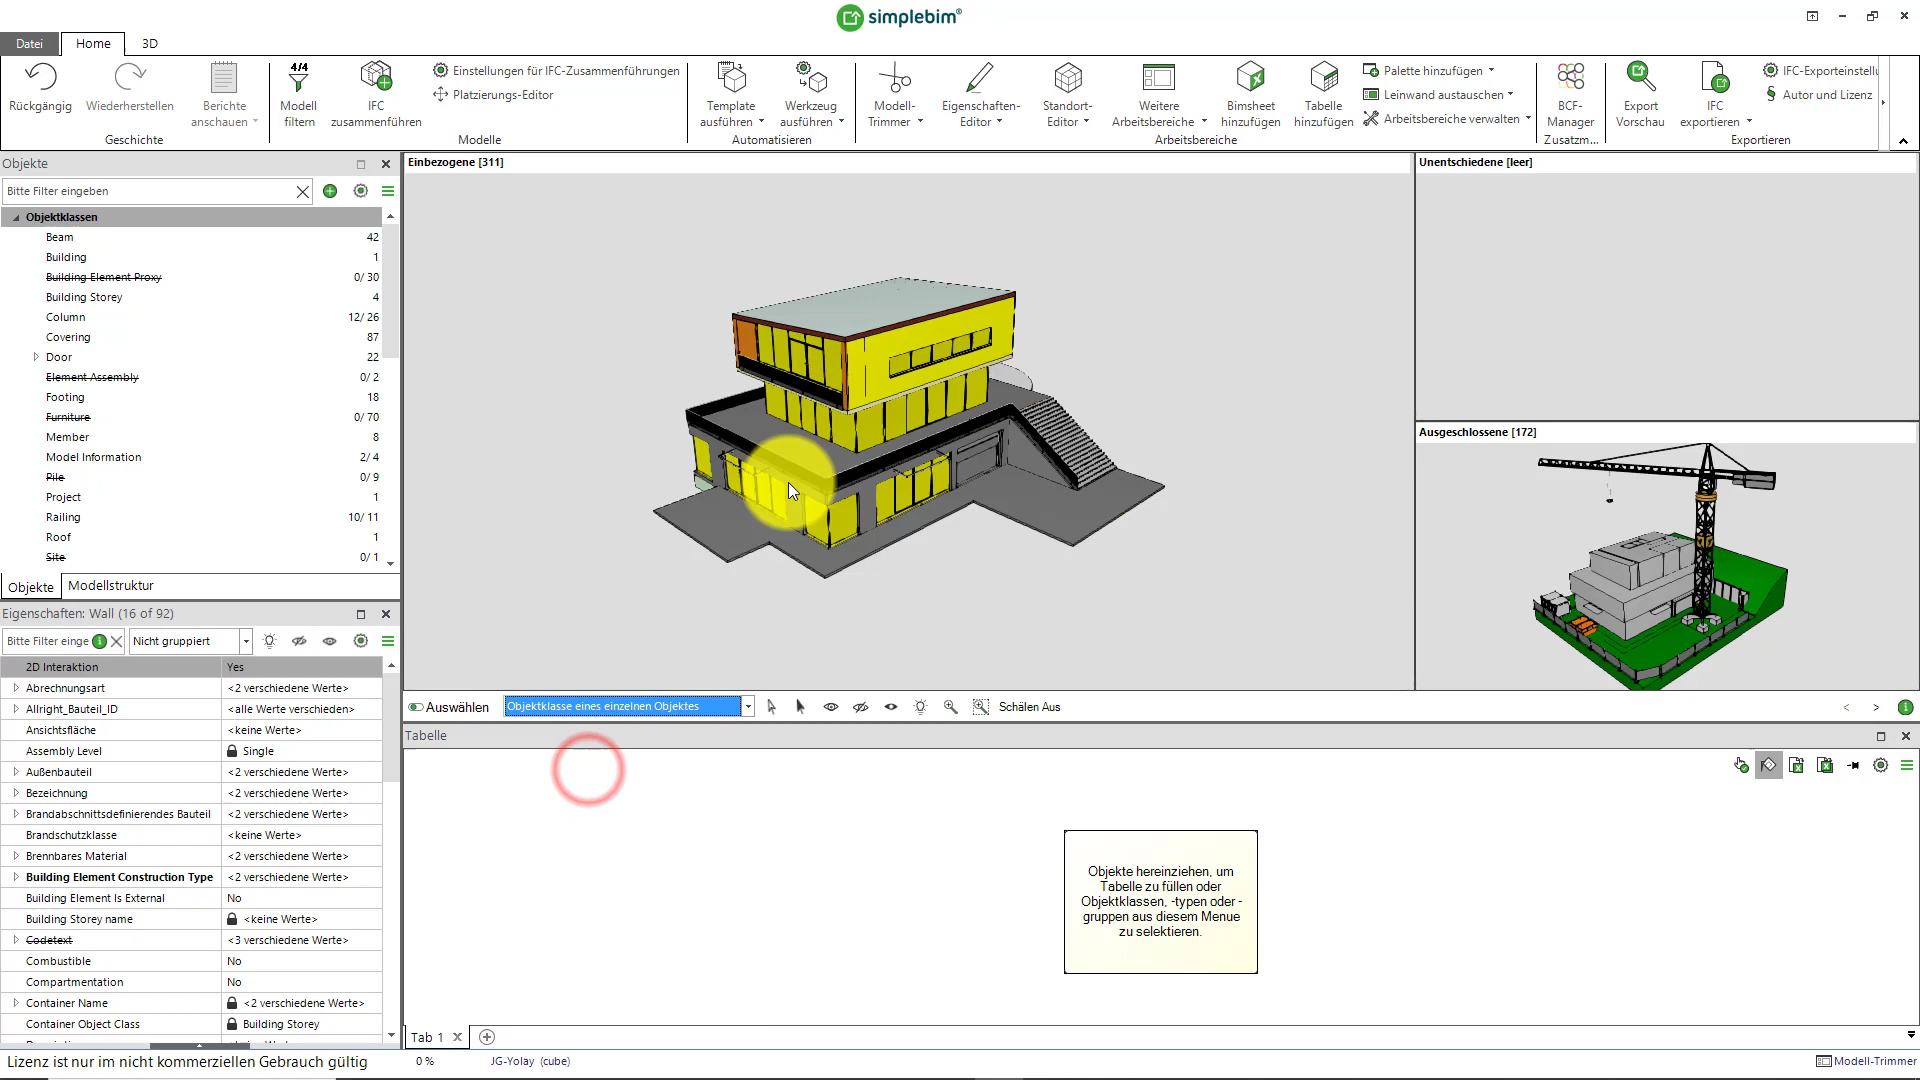 simplebim®
Datei Home 3D
Rückgängig
Wiederherstellen
Berichte anschauen
Geschichte
4/4
Modell filtern
IFC zusammenführen
Einstellungen für IFC-Zusammenführungen
Platzierungs-Editor
Modelle
Template ausführen
Werkzeug ausführen
Automatisieren
Modell-Trimmer
Eigenschaften-Editor
Standort-Editor
Weitere Arbeitsbereiche
Bimsheet hinzufügen
Tabelle hinzufügen
Palette hinzufügen
Leinwand austauschen
Arbeitsbereiche verwalten
Arbeitsbereiche
BCF-Manager
Zusatzm...
Export Vorschau
IFC exportieren
IFC-Exporteinstellu
Autor und Lizenz
Exportieren
Objekte
Bitte Filter eingeben
Objektklassen
Beam 42
Building 1
Building Element Proxy 0/ 30
Building Storey 4
Column 12/ 26
Covering 87
Door 22
Element Assembly 0/ 2
Footing 18
Furniture 0/ 70
Member 8
Model Information 2/ 4
Pile 0/ 9
Project 1
Railing 10/ 11
Roof 1
Site 0/ 1
Objekte Modellstruktur
Eigenschaften: Wall (16 of 92)
Bitte Filter einge Nicht gruppiert
2D Interaktion Yes
Abrechnungsart <2 verschiedene Werte>
Allright_Bauteil_ID <alle Werte verschieden>
Ansichtsfläche <keine Werte>
Assembly Level Single
Außenbauteil <2 verschiedene Werte>
Bezeichnung <2 verschiedene Werte>
Brandabschnittsdefinierendes Bauteil <2 verschiedene Werte>
Brandschutzklasse <keine Werte>
Brennbares Material <2 verschiedene Werte>
Building Element Construction Type <2 verschiedene Werte>
Building Element Is External No
Building Storey name <keine Werte>
Codetext <3 verschiedene Werte>
Combustible No
Compartmentation No
Container Name <2 verschiedene Werte>
Container Object Class Building Storey
Einbezogene [311]
Unentschiedene [leer]
Ausgeschlossene [172]
Auswählen Objektklasse eines einzelnen Objektes Schälen Aus
Tabelle
Objekte hereinziehen, um
Tabelle zu füllen oder
Objektklassen, -typen oder -
gruppen aus diesem Menue
zu selektieren.
Tab 1
Lizenz ist nur im nicht kommerziellen Gebrauch gültig 0 % JG-Yolay (cube) Modell-Trimmer